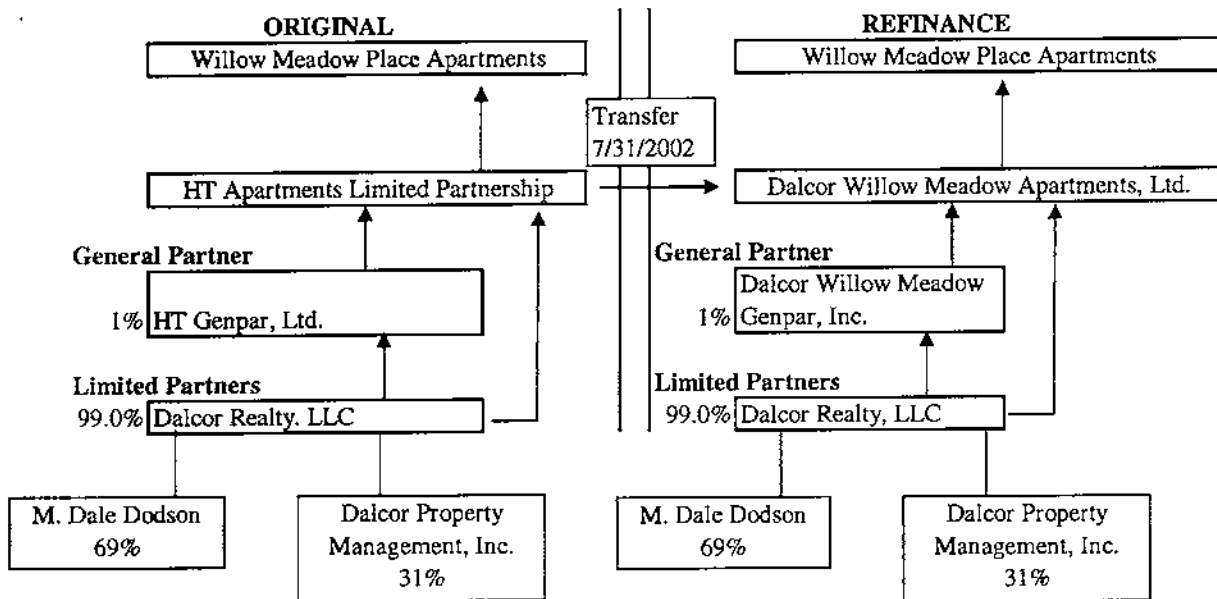 ORIGINAL
Willow Meadow Place Apartments
HT Apartments Limited Partnership
General Partner
1% HT Genpar, Ltd.
Limited Partners
99.0% Dalcor Realty. LLC
M. Dale Dodson
69%
Dalcor Property
Management, Inc.
31%
Transfer
7/31/2002
REFINANCE
Willow Meadow Place Apartments
Dalcor Willow Meadow Apartments, Ltd.
General Partner
Dalcor Willow Meadow
1% Genpar, Inc.
Limited Partners
99.0% Dalcor Realty, LLC
M. Dale Dodson
69%
Dalcor Property
Management, Inc.
31%